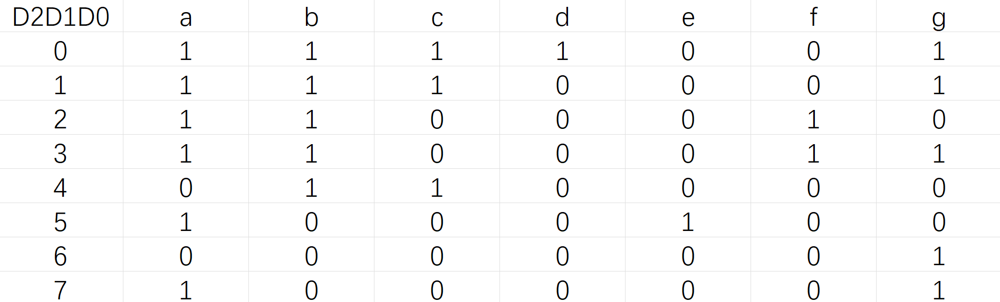 D2D1D0 a b c d e f g
0 1 1 1 1 0 0 1
1 1 1 1 0 0 0 1
2 1 1 0 0 0 1 0
3 1 1 0 0 0 1 1
4 0 1 1 0 0 0 0
5 1 0 0 0 1 0 0
6 0 0 0 0 0 0 1
7 1 0 0 0 0 0 1